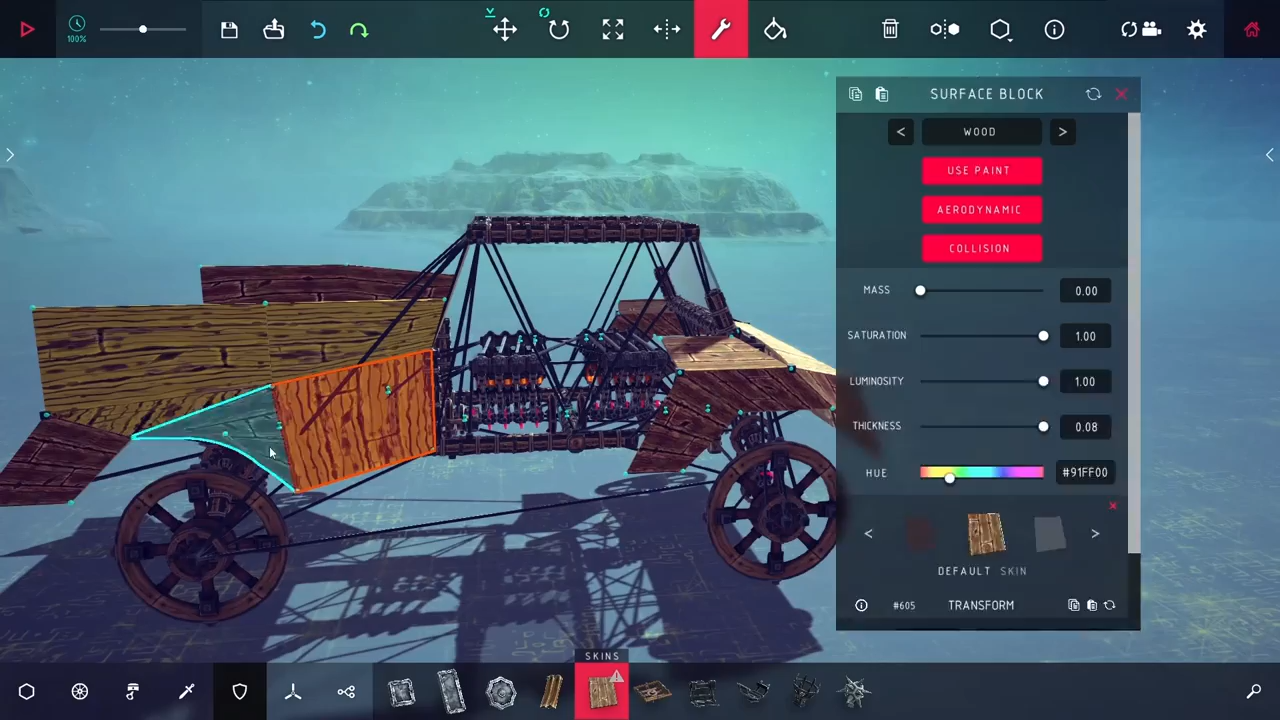 100%
SURFACE BLOCK
< WOOD >
USE PAINT
AERODYNAMIC
COLLISION
MASS 0.00
SATURATION 1.00
LUMINOSITY 1.00
THICKNESS 0.08
HUE #91FF00
DEFAULT SKIN
#605 TRANSFORM
SKINS